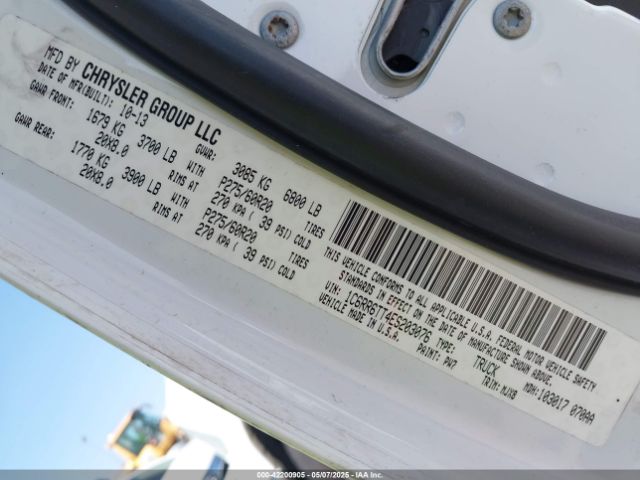 MFD BY CHRYSLER GROUP LLC
DATE OF MFR(BUILT): 10-13 GVWR: 3085 KG 6800 LB
GAWR FRONT: 1679 KG 3700 LB WITH P275/60R20 TIRES
20X8.0 RIMS AT 270 KPA ( 39 PSI) COLD
GAWR REAR: 1770 KG 3900 LB WITH P275/60R20 TIRES
20X8.0 RIMS AT 270 KPA ( 39 PSI) COLD
THIS VEHICLE CONFORMS TO ALL APPLICABLE U.S.A. FEDERAL MOTOR VEHICLE SAFETY
STANDARDS IN EFFECT ON THE DATE OF MANUFACTURE SHOWN ABOVE.
VIN: 1C6RR6TT4ES203076 TYPE: TRUCK MDH: 103017 070AA
VEHICLE MADE IN U.S.A. PAINT: PW7 TRIM: MJX8
000-42200905 - 05/07/2025 - IAAI.COM